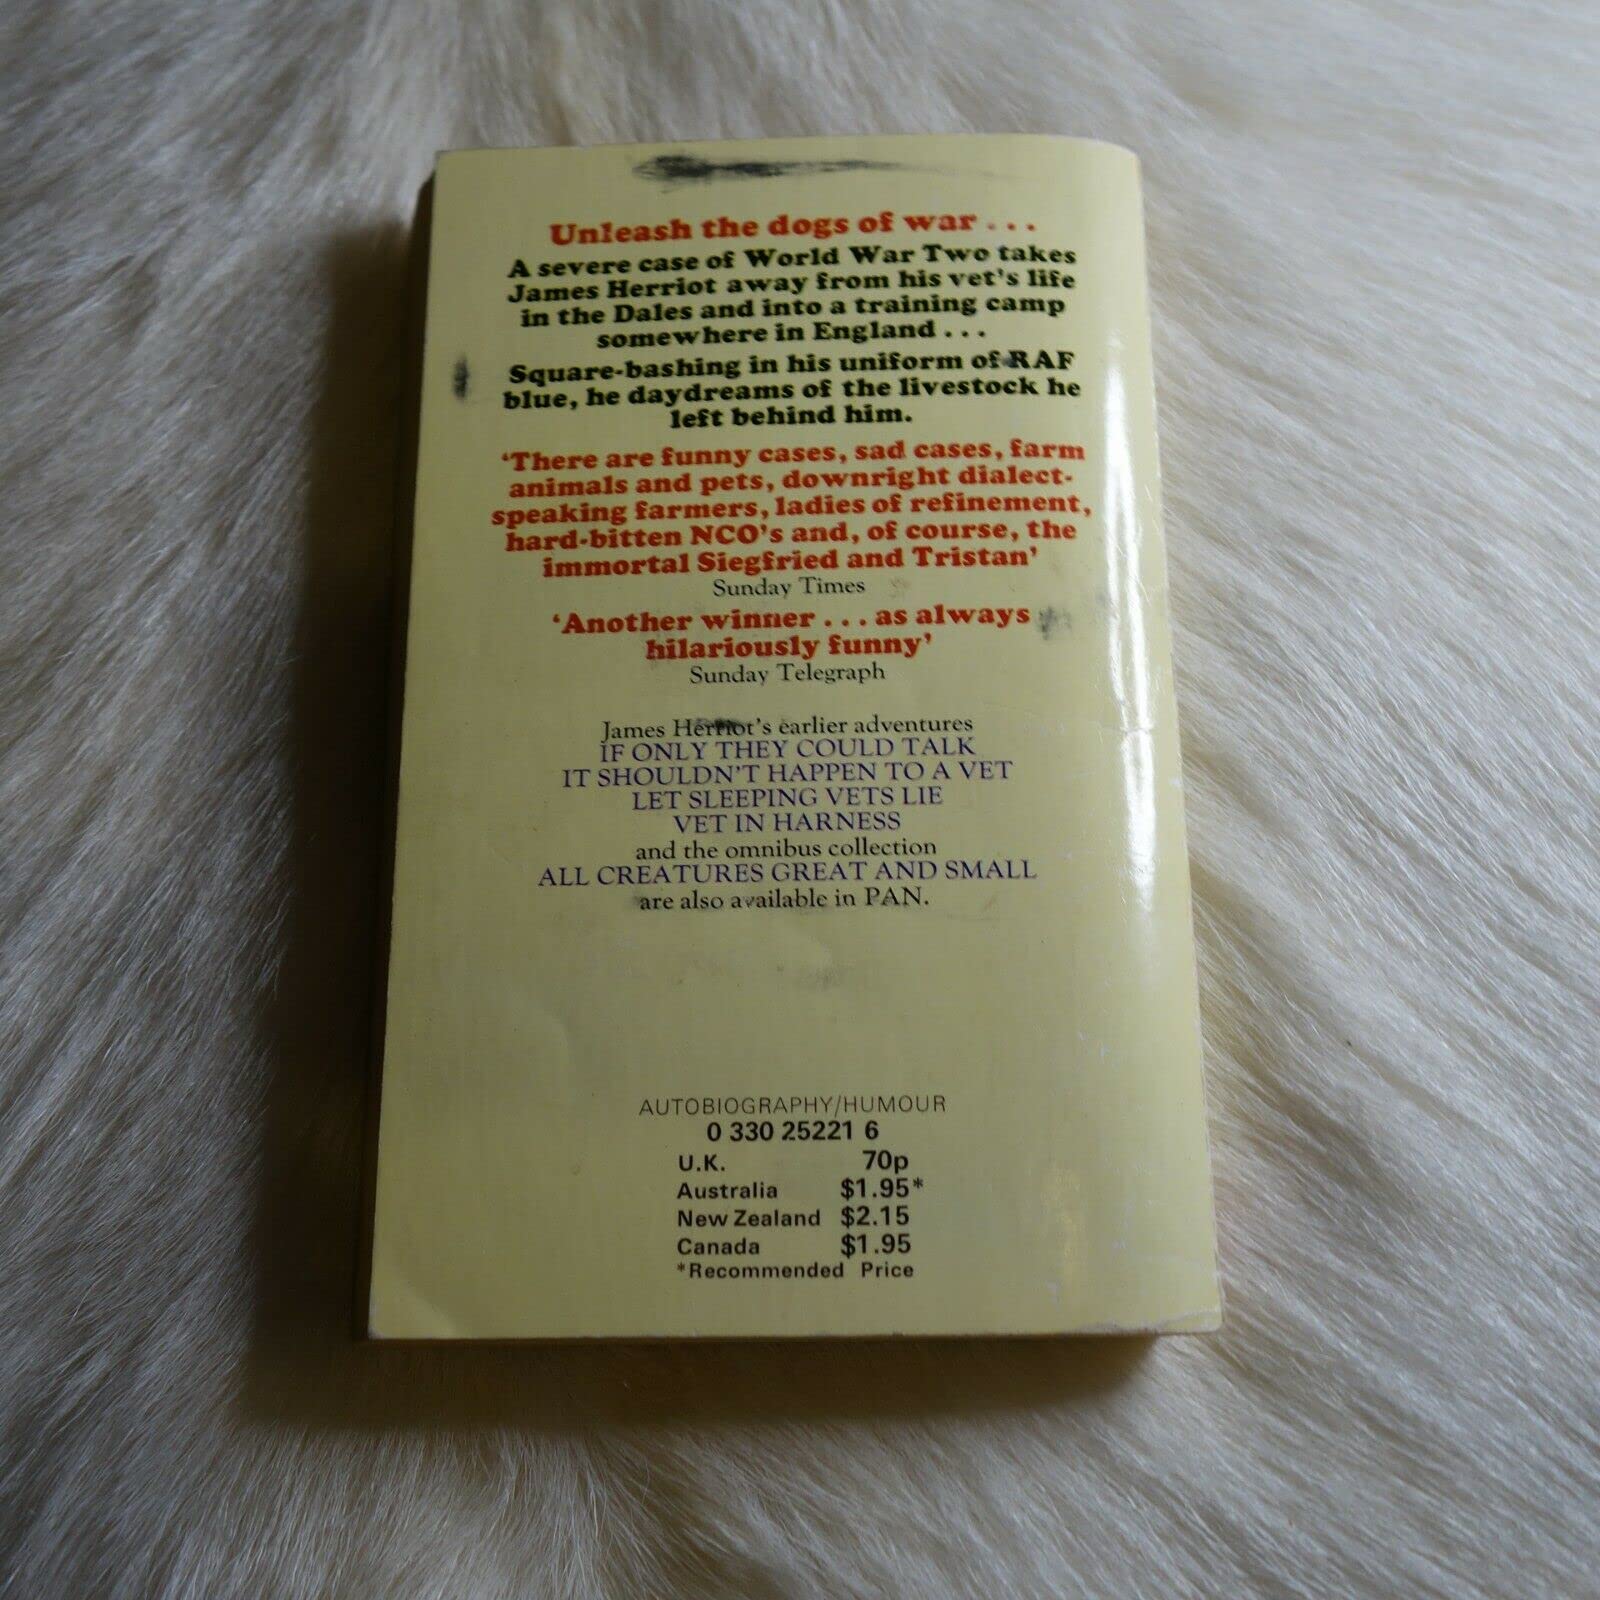 Unleash the dogs of war . . .
A severe case of World War Two takes
James Herriot away from his vet's life
in the Dales and into a training camp
somewhere in England . . .
Square-bashing in his uniform of RAF
blue, he daydreams of the livestock he
left behind him.
'There are funny cases, sad cases, farm
animals and pets, downright dialect-
speaking farmers, ladies of refinement,
hard-bitten NCO's and, of course, the
immortal Siegfried and Tristan'
Sunday Times
'Another winner . . . as always
hilariously funny'
Sunday Telegraph
James Herriot's earlier adventures
IF ONLY THEY COULD TALK
IT SHOULDN'T HAPPEN TO A VET
LET SLEEPING VETS LIE
VET IN HARNESS
and the omnibus collection
ALL CREATURES GREAT AND SMALL
are also available in PAN.
AUTOBIOGRAPHY/HUMOUR
0 330 25221 6
U.K. 70p
Australia $1.95*
New Zealand $2.15
Canada $1.95
*Recommended Price